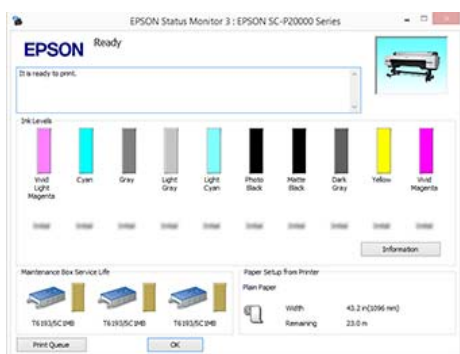 EPSON Status Monitor 3 : EPSON SC-P20000 Series
EPSON
Ready
It is ready to print.
Ink Levels
Vivid Light Magenta
Cyan
Gray
Light Gray
Light Cyan
Photo Black
Matte Black
Dark Gray
Yellow
Vivid Magenta
Information
Maintenance Box Service Life
T6193/SC1MB
T6193/SC1MB
T6193/SC1MB
Paper Setup from Printer
Plain Paper
Width 43.2 in(1096 mm)
Remaining 23.0 m
Print Queue
OK